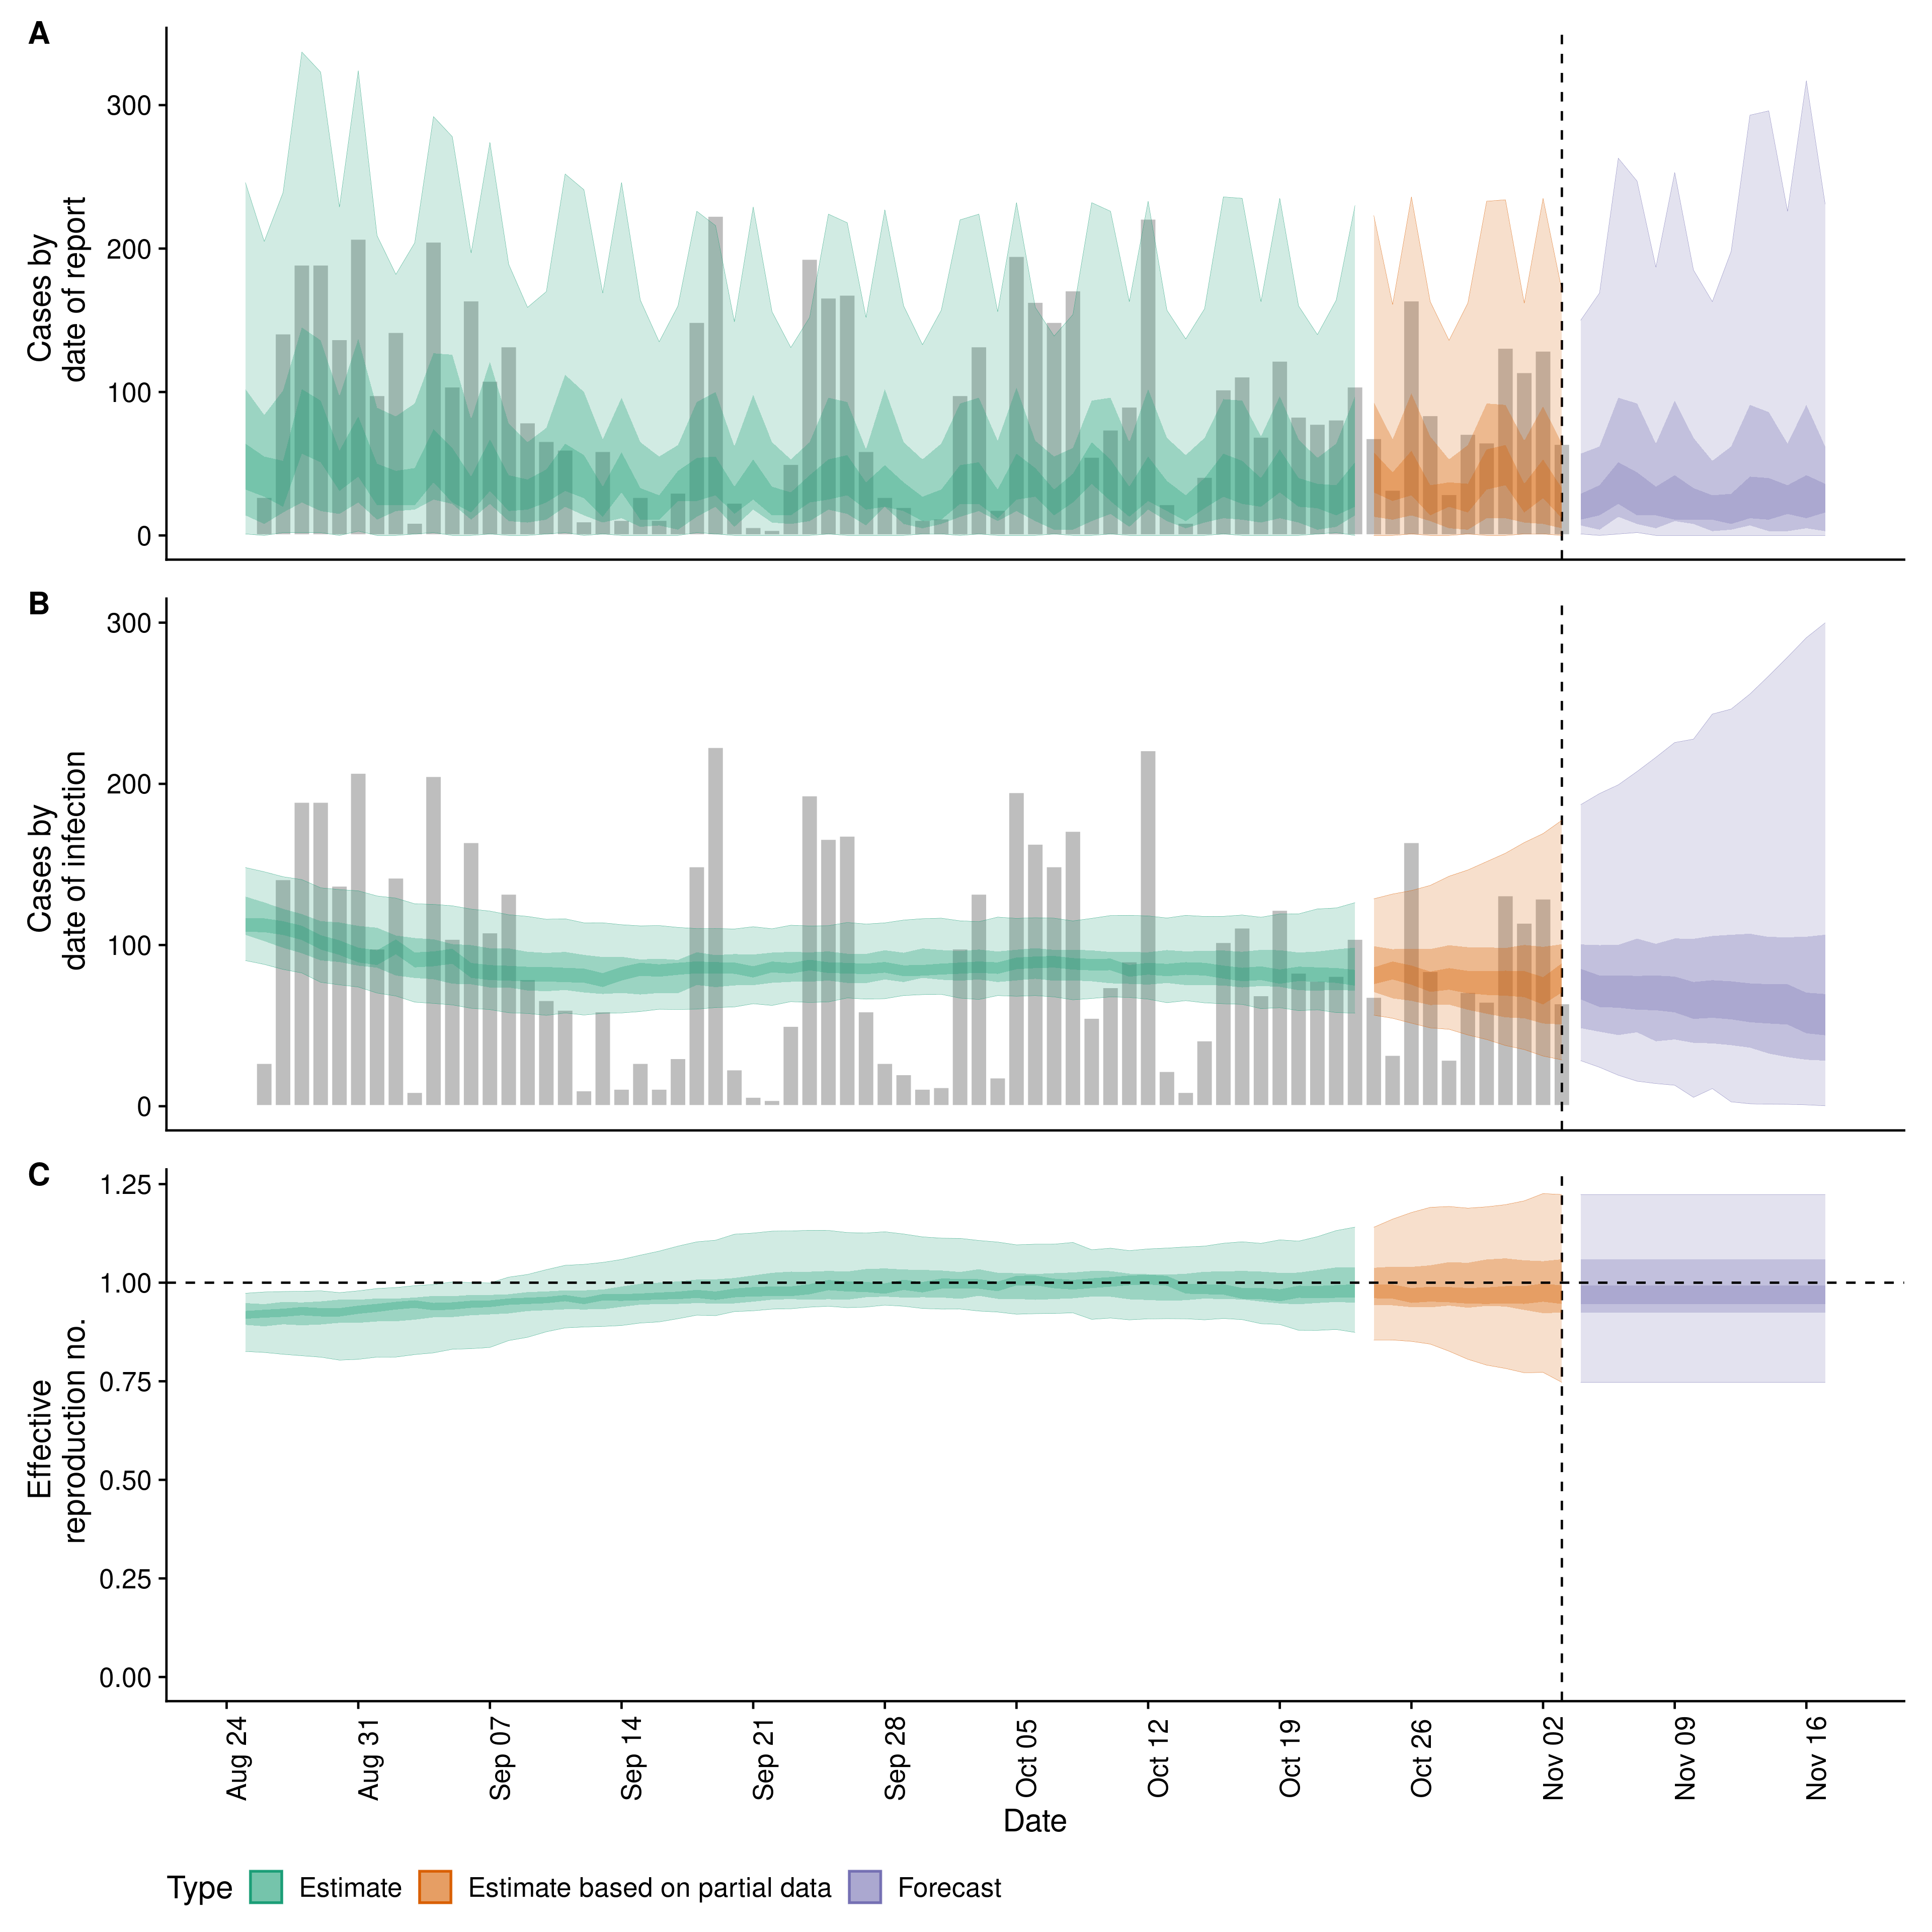 A
Cases by
date of report
300
200
100
0
B
Cases by
date of infection
300
200
100
0
C
Effective
reproduction no.
1.25
1.00
0.75
0.50
0.25
0.00
Aug 24
Aug 31
Sep 07
Sep 14
Sep 21
Sep 28
Oct 05
Oct 12
Oct 19
Oct 26
Nov 02
Nov 09
Nov 16
Date
Type Estimate Estimate based on partial data Forecast